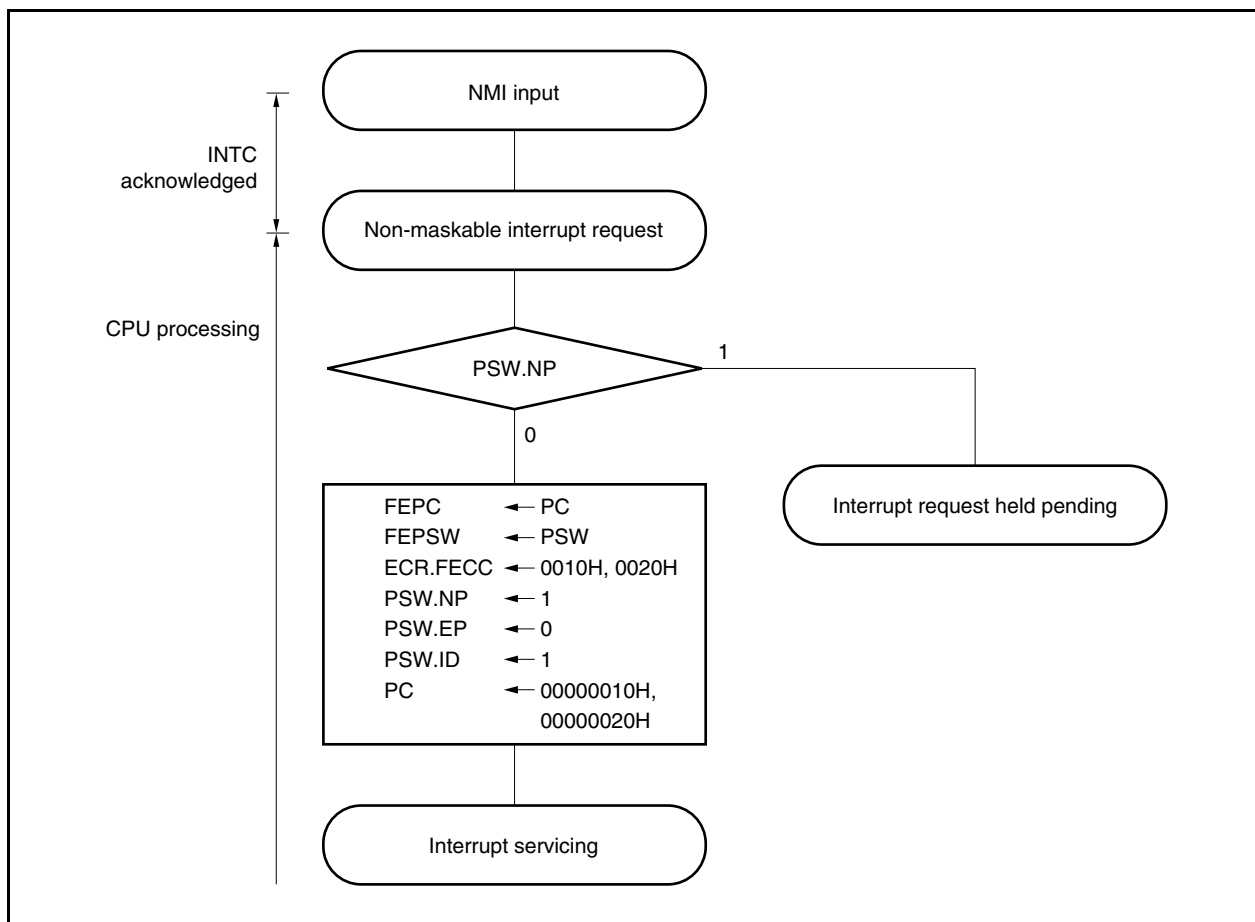 NMI input
INTC
acknowledged
Non-maskable interrupt request
CPU processing
PSW.NP
1
0
FEPC ← PC
FEPSW ← PSW
ECR.FECC ← 0010H, 0020H
PSW.NP ← 1
PSW.EP ← 0
PSW.ID ← 1
PC ← 00000010H,
00000020H
Interrupt request held pending
Interrupt servicing